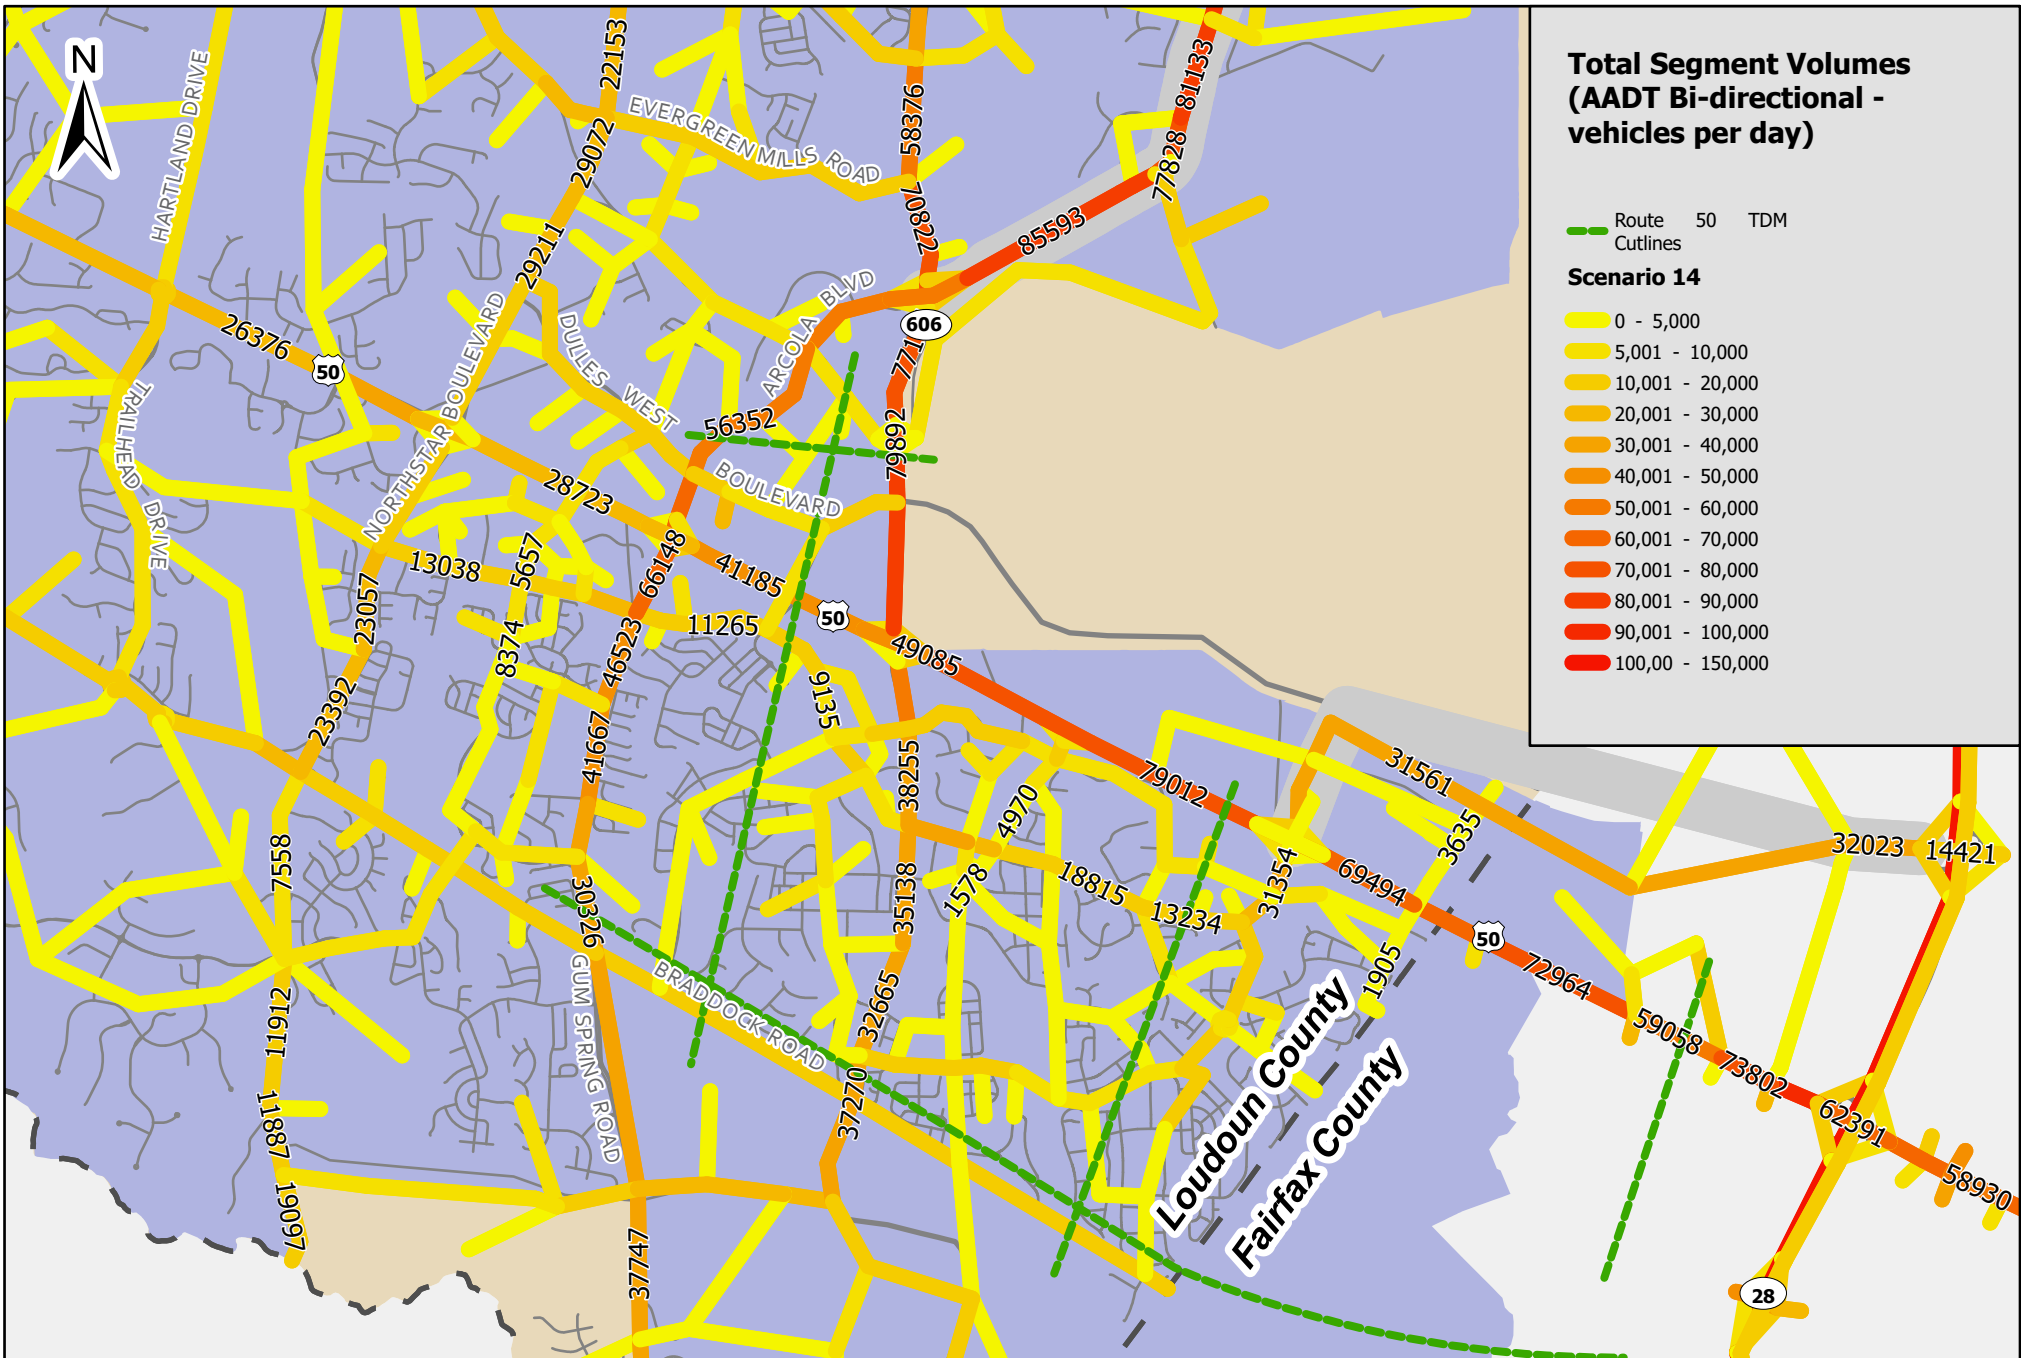 N
Total Segment Volumes
(AADT Bi-directional -
vehicles per day)
Route 50 TDM
Cutlines
Scenario 14
0 - 5,000
5,001 - 10,000
10,001 - 20,000
20,001 - 30,000
30,001 - 40,000
40,001 - 50,000
50,001 - 60,000
60,001 - 70,000
70,001 - 80,000
80,001 - 90,000
90,001 - 100,000
100,00 - 150,000
HARTLAND DRIVE
22153
EVERGREEN MILLS ROAD
29072
58376
81133
77828
70822
85593
29211
26376
50
NORTHSTAR BOULEVARD
DULLES WEST BOULEVARD
ARCOLA BLVD
606
771
56352
79892
TRAILHEAD DRIVE
28723
13038
5657
66148
41185
50
11265
23057
8374
46523
49085
9135
23392
41667
38255
79012
31561
4970
3635
7558
30326
35138
1578
18815
13234
31354
69494
32023
14421
50
72964
1905
59058
73802
62391
58930
11912
GUM SPRING ROAD
BRADDOCK ROAD
32665
37270
11887
19097
37747
Loudoun County
Fairfax County
28